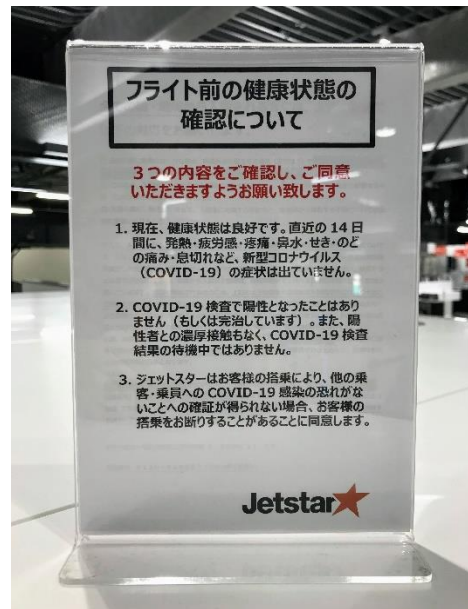 フライト前の健康状態の
確認について
3つの内容をご確認し、ご同意
いただきますようお願い致します。
1. 現在、健康状態は良好です。直近の 14 日
間に、発熱・疲労感・疼痛・鼻水・せき・のど
の痛み・息切れなど、新型コロナウイルス
（COVID-19）の症状は出ていません。
2. COVID-19 検査で陽性となったことはあり
ません（もしくは完治しています）。また、陽
性者との濃厚接触もなく、COVID-19 検査
結果の待機中ではありません。
3. ジェットスターはお客様の搭乗により、他の乗
客・乗員への COVID-19 感染の恐れがな
いことへの確証が得られない場合、お客様の
搭乗をお断りすることがあることに同意します。
Jetstar